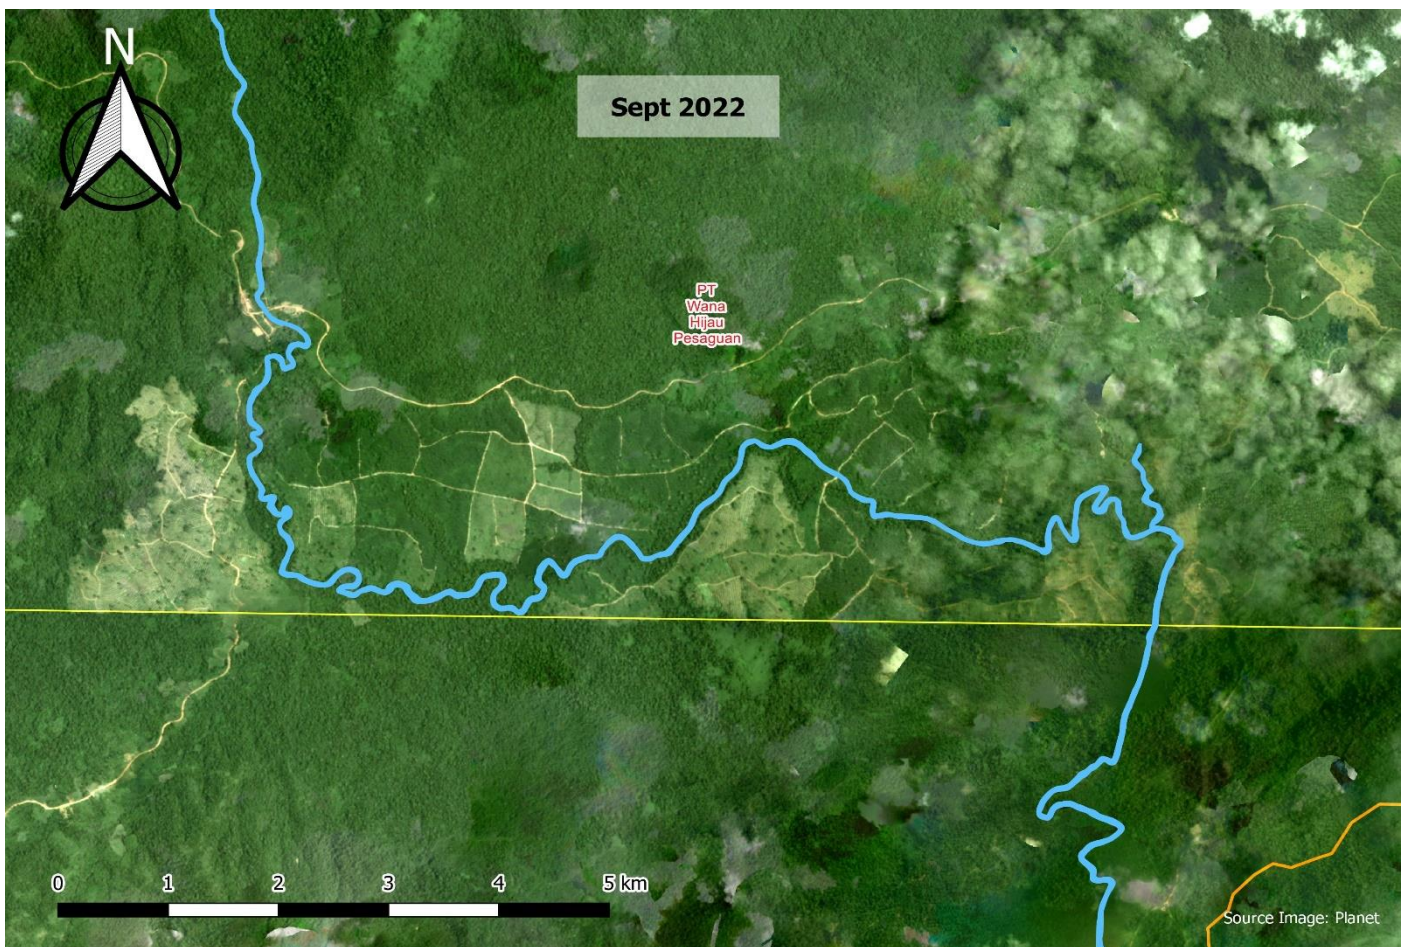 N
Sept 2022
PT
Wana
Hijau
Pesaguan
0 1 2 3 4 5 km
Source Image: Planet